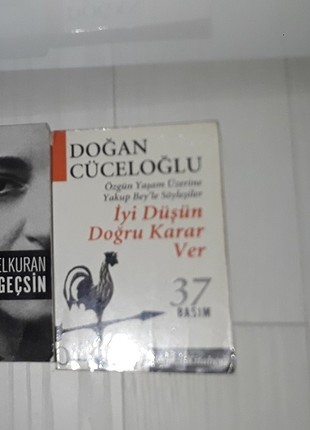 ELKURAN
GEÇSİN
DOĞAN
CÜCELOĞLU
Özgün Yaşam Üzerine
Yakup Bey'le Söyleşiler
İyi Düşün
Doğru Karar
Ver
37
BASIM